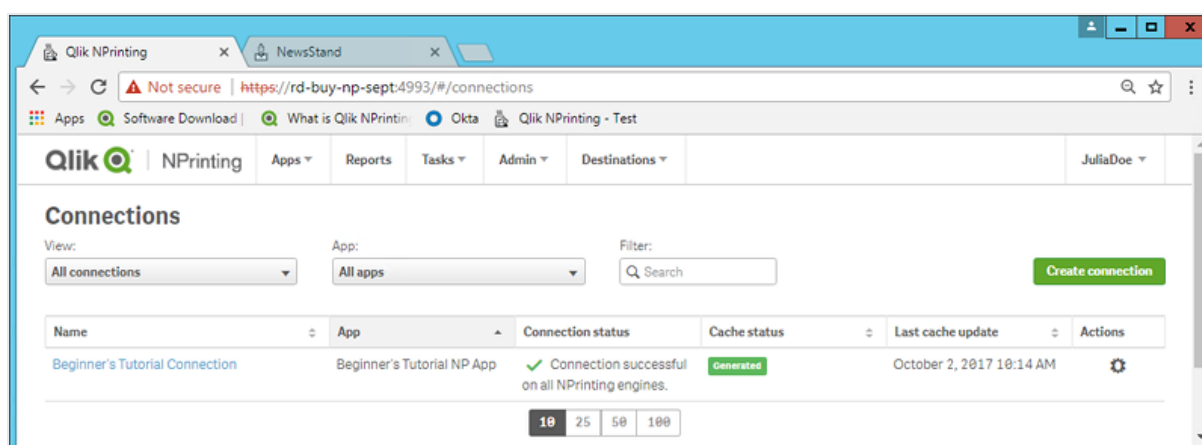 Qlik NPrinting NewsStand
Not secure https://rd-buy-np-sept:4993/#/connections
Apps Software Download | What is Qlik NPrintin Okta Qlik NPrinting - Test
Qlik NPrinting Apps Reports Tasks Admin Destinations JuliaDoe
Connections
View: App: Filter:
All connections All apps Search Create connection
Name App Connection status Cache status Last cache update Actions
Beginner's Tutorial Connection Beginner's Tutorial NP App Connection successful Generated October 2, 2017 10:14 AM
on all NPrinting engines.
10 25 50 100